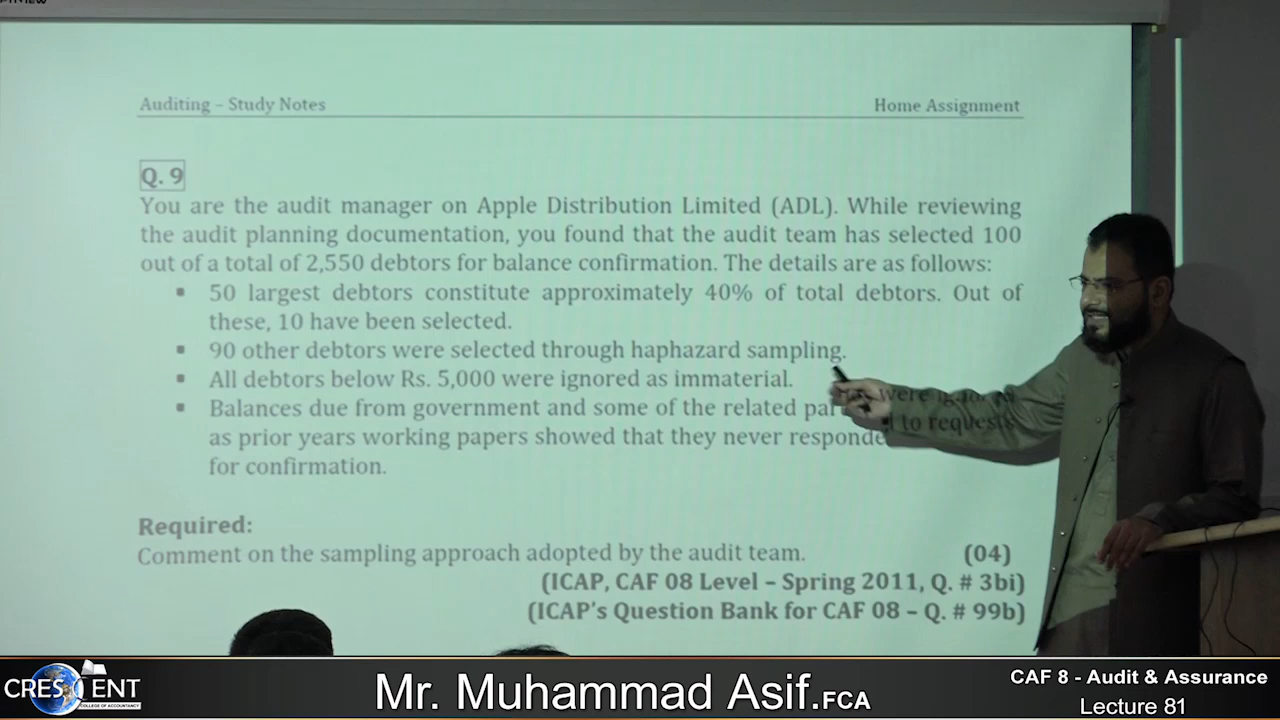 Auditing – Study Notes Home Assignment
Q. 9
You are the audit manager on Apple Distribution Limited (ADL). While reviewing
the audit planning documentation, you found that the audit team has selected 100
out of a total of 2,550 debtors for balance confirmation. The details are as follows:
▪ 50 largest debtors constitute approximately 40% of total debtors. Out of
these, 10 have been selected.
▪ 90 other debtors were selected through haphazard sampling.
▪ All debtors below Rs. 5,000 were ignored as immaterial.
▪ Balances due from government and some of the related were
as prior years working papers showed that they never to requests
for confirmation.
Required:
Comment on the sampling approach adopted by the audit team. (04)
(ICAP, CAF 08 Level – Spring 2011, Q. # 3bi)
(ICAP's Question Bank for CAF 08 – Q. # 99b)
CRESCENT
COLLEGE OF ACCOUNTANCY
Mr. Muhammad Asif.FCA
CAF 8 - Audit & Assurance
Lecture 81